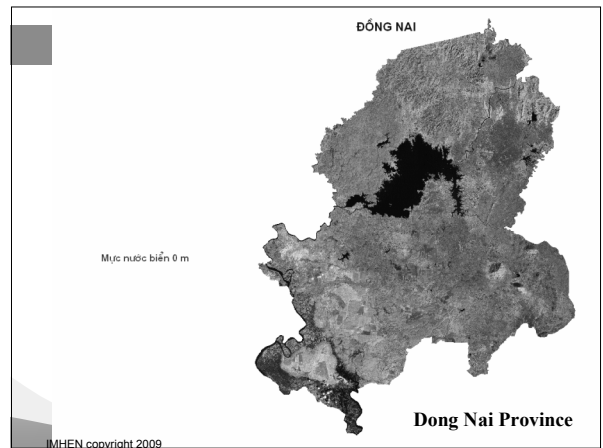 ĐỒNG NAI
Mực nước biển 0 m
Dong Nai Province
IMHEN copyright 2009